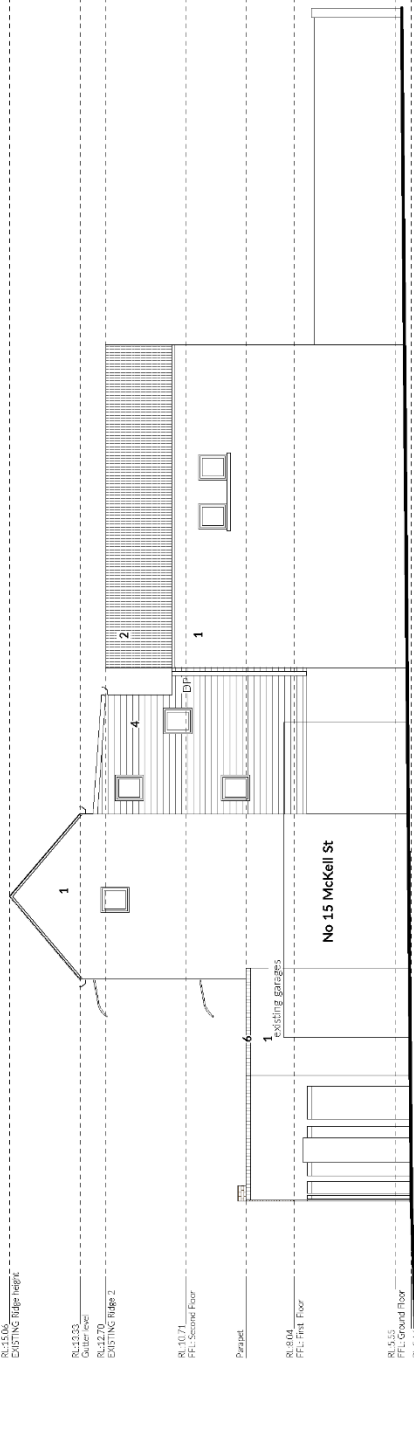 RL:15.06
EXISTING Ridge height
RL:13.33
Gutter level
RL:12.70
EXISTING Ridge 2
RL:10.71
FFL: Second Floor
Parapet
RL:8.04
FFL: First Floor
RL:5.55
FFL: Ground Floor
1
2
4
DP
1
6
1
existing garages
No 15 McKell St